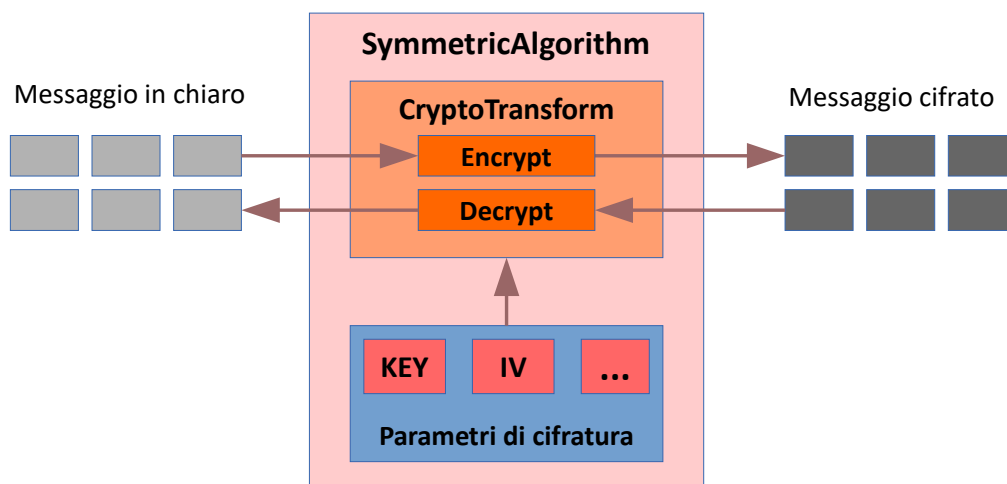 SymmetricAlgorithm
Messaggio in chiaro
CryptoTransform
Messaggio cifrato
Encrypt
Decrypt
KEY
IV
...
Parametri di cifratura